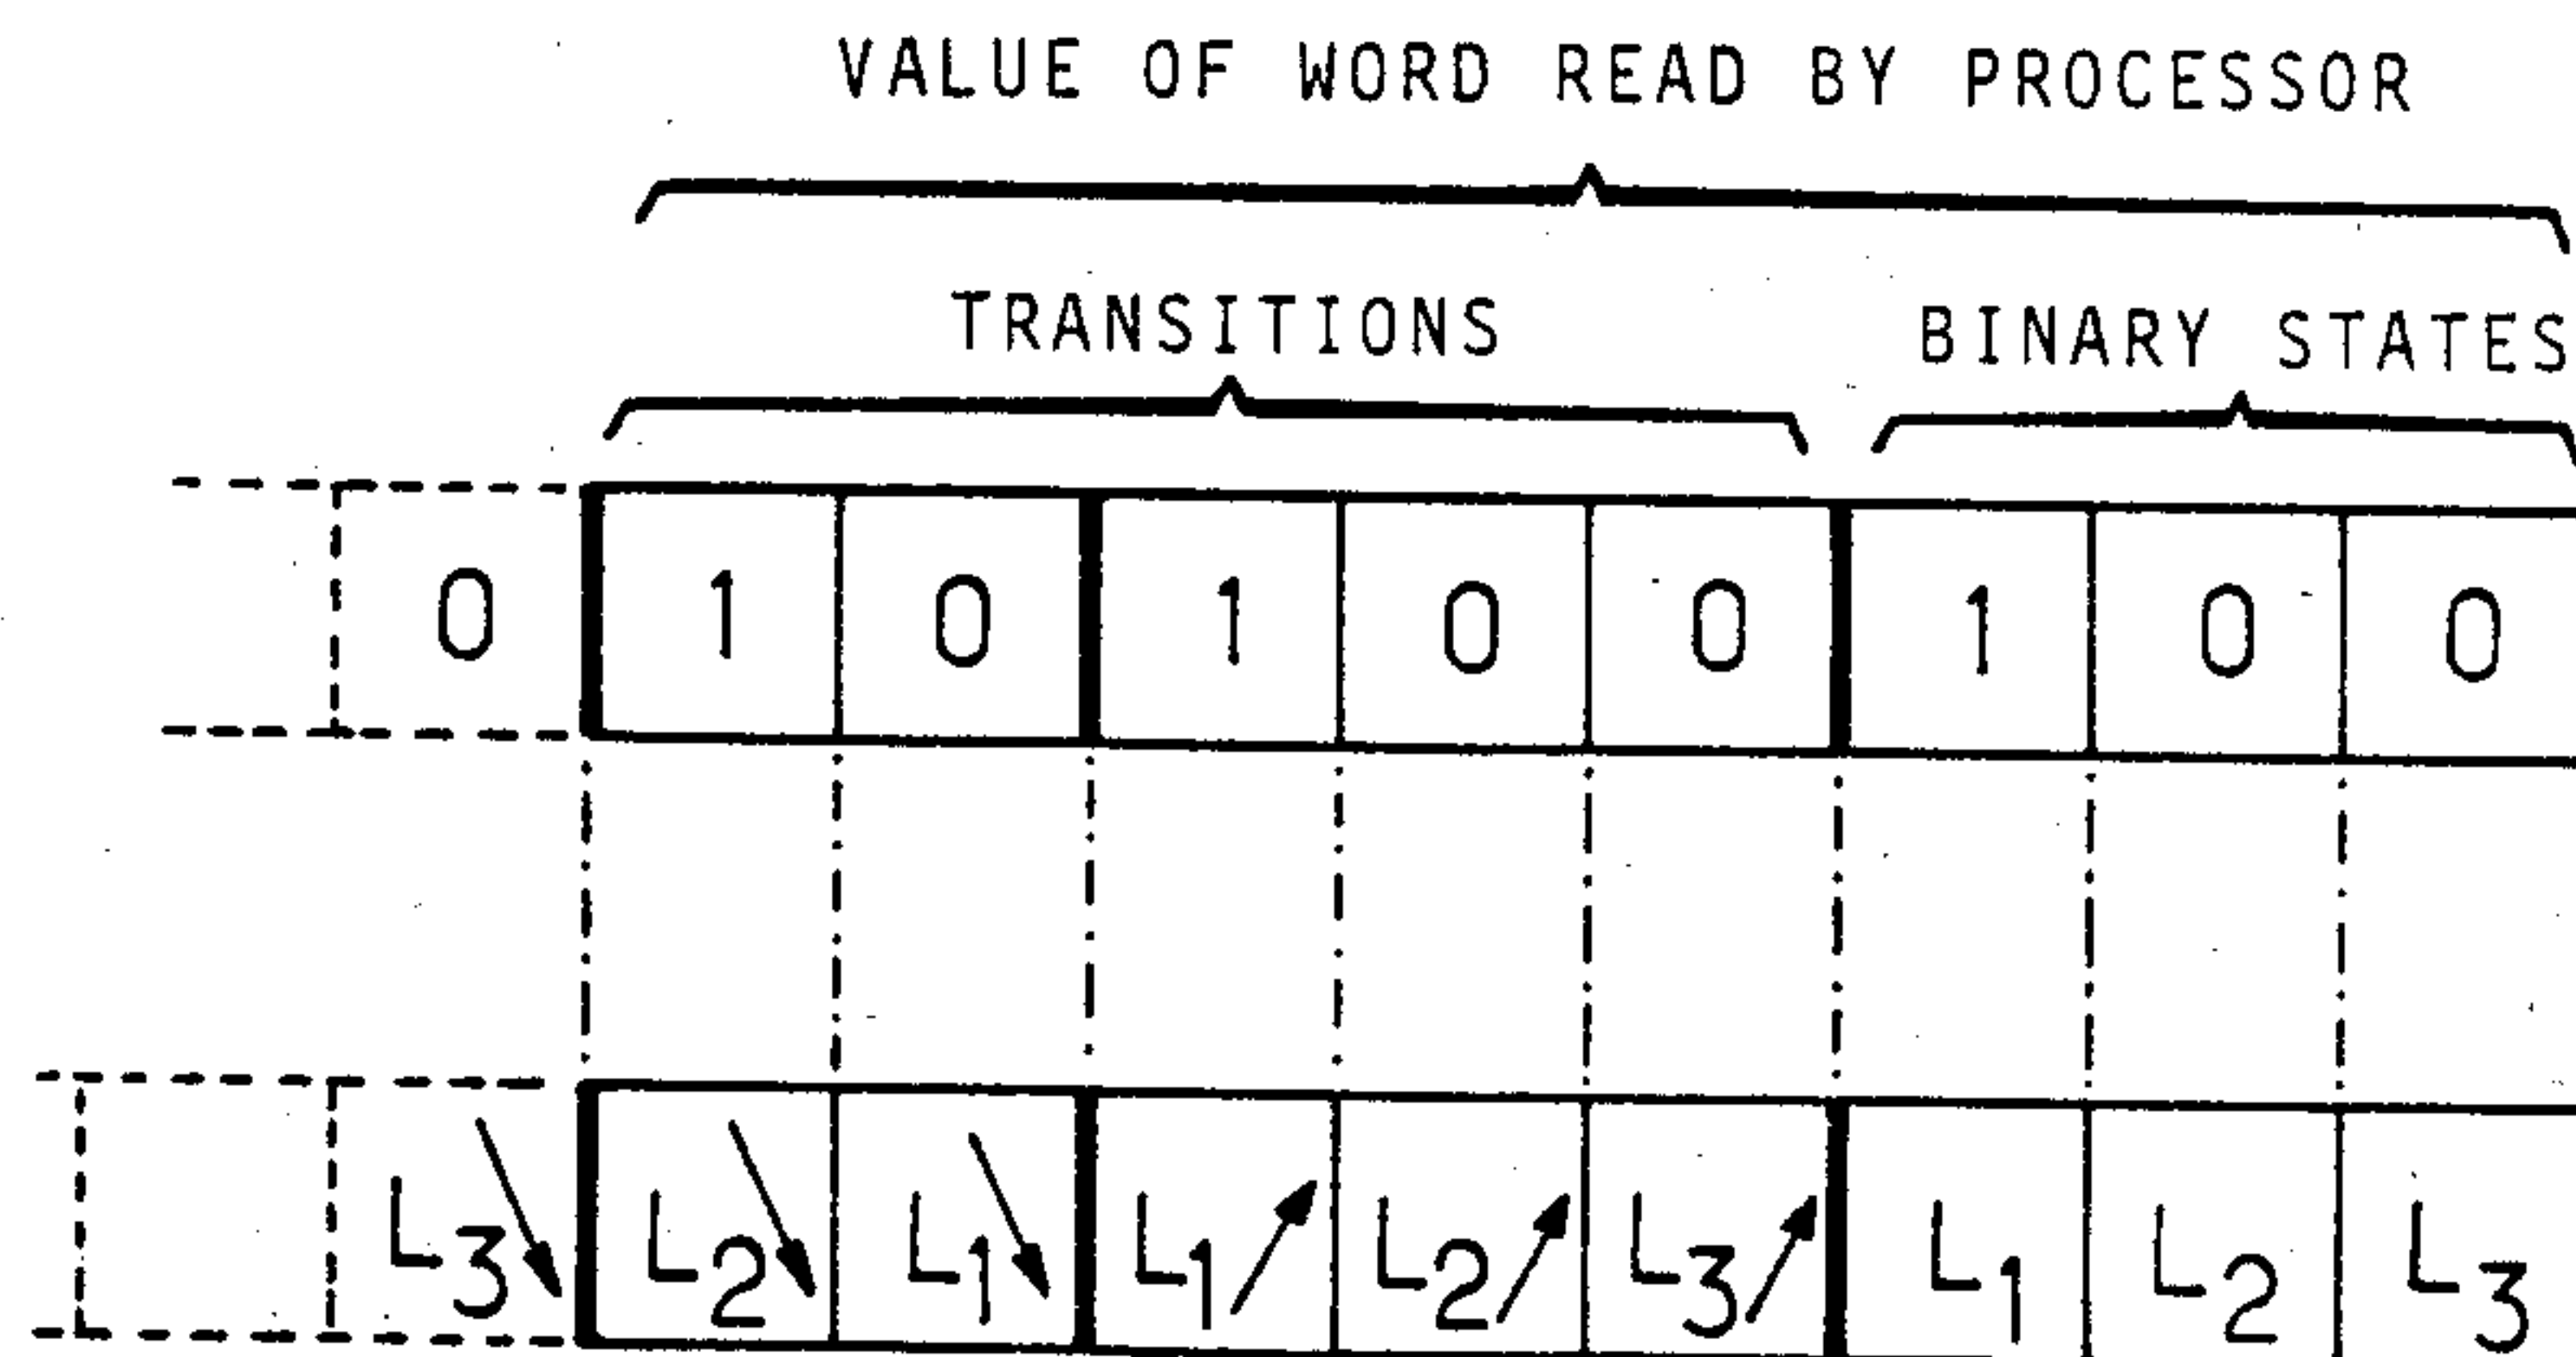 VALUE OF WORD READ BY PROCESSOR
TRANSITIONS BINARY STATES
0 1 0 1 0 0 1 0 0
L3 L2 L1 L1 L2 L3 L1 L2 L3